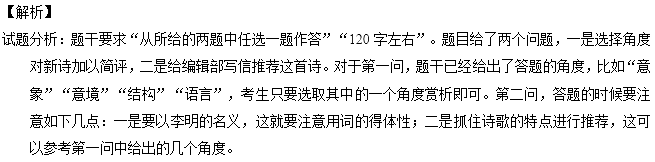 【解析】
试题分析：题干要求“从所给的两题中任选一题作答”“120 字左右”。题目给了两个问题，一是选择角度
对新诗加以简评，二是给编辑部写信推荐这首诗。对于第一问，题干已经给出了答题的角度，比如“意
象”“意境”“结构”“语言”，考生只要选取其中的一个角度赏析即可。第二问，答题的时候要注
意如下几点：一是要以李明的名义，这就要注意用词的得体性；二是抓住诗歌的特点进行推荐，这可
以参考第一问中给出的几个角度。